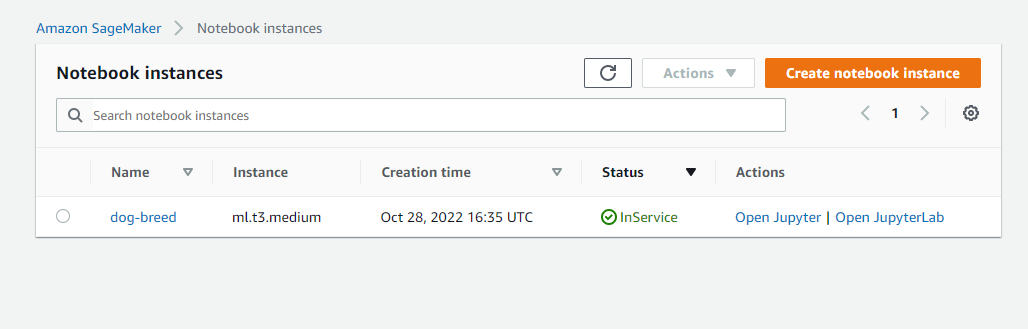 Amazon SageMaker > Notebook instances
Notebook instances Actions Create notebook instance
Search notebook instances 1
Name Instance Creation time Status Actions
dog-breed ml.t3.medium Oct 28, 2022 16:35 UTC InService Open Jupyter | Open JupyterLab